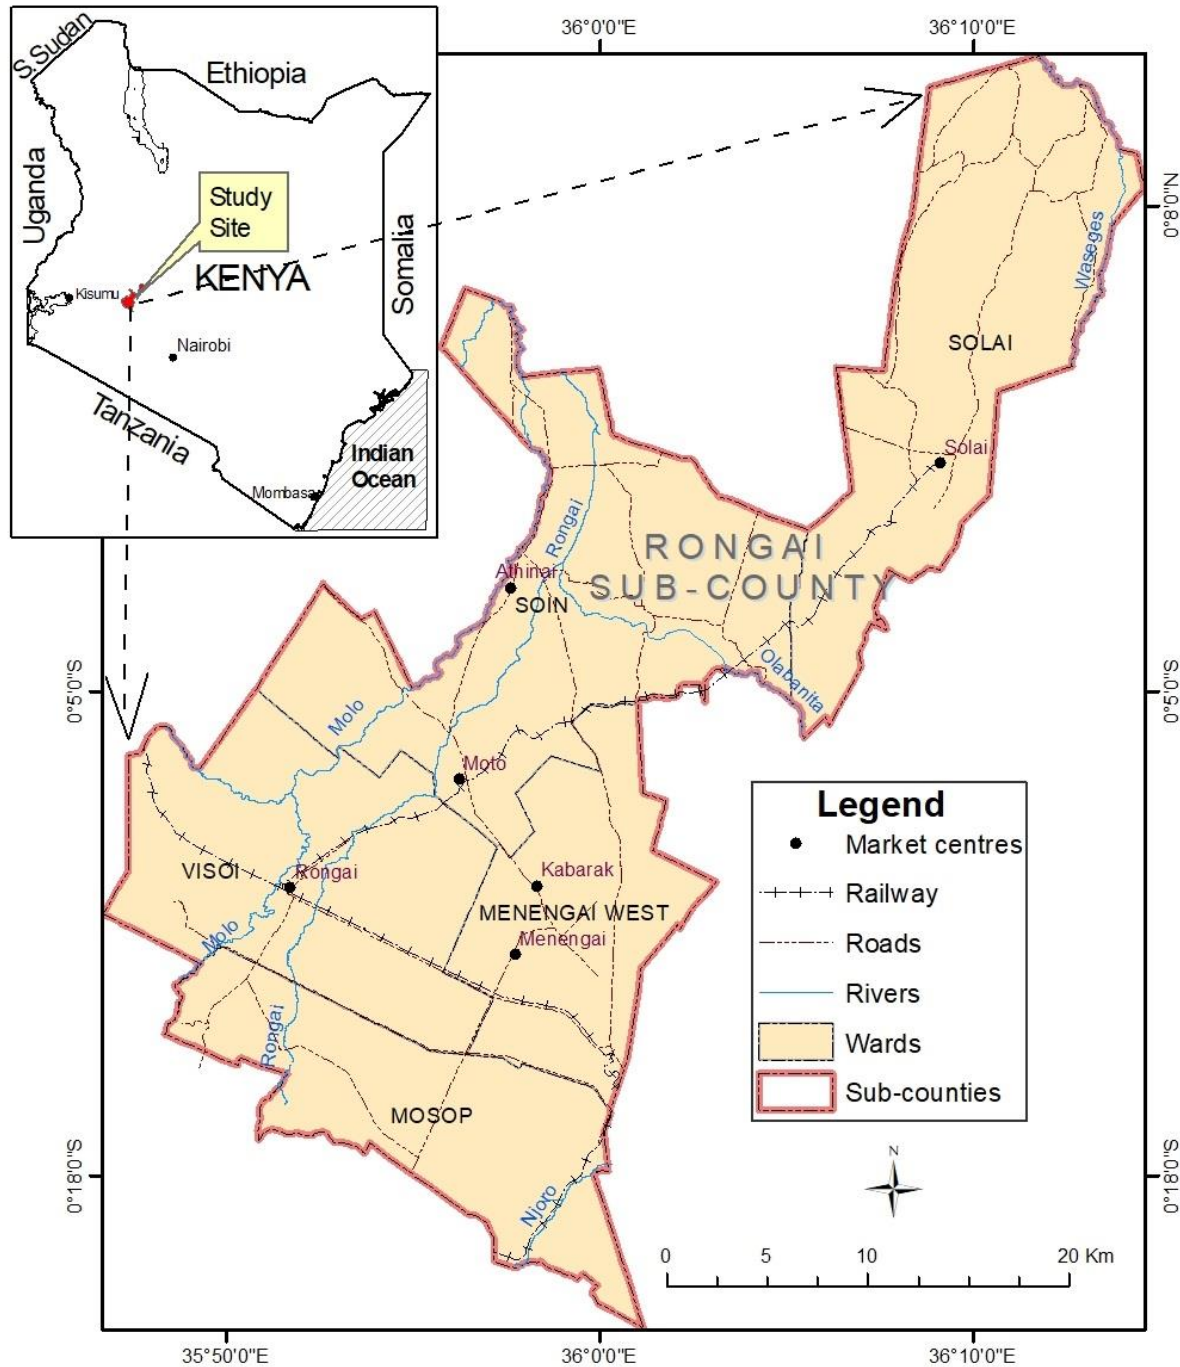 36°0'0"E
36°10'0"E
S.Sudan
Ethiopia
Uganda
Study
Site
KENYA
Somalia
Kisumu
Nairobi
Tanzania
Indian
Ocean
Mombasa
0°8'0"N
Waseges
SOLAI
Solai
Rongai
RONGAI
SUB-COUNTY
Athinai
SOIN
0°5'0"S
0°5'0"S
Olabanita
Molo
Moto
VISOI
Rongai
Kabarak
MENENGAI WEST
Menengai
Molo
Rongai
MOSOP
Njoro
Legend
Market centres
Railway
Roads
Rivers
Wards
Sub-counties
N
0°18'0"S
0°18'0"S
0 5 10 20 Km
35°50'0"E
36°0'0"E
36°10'0"E